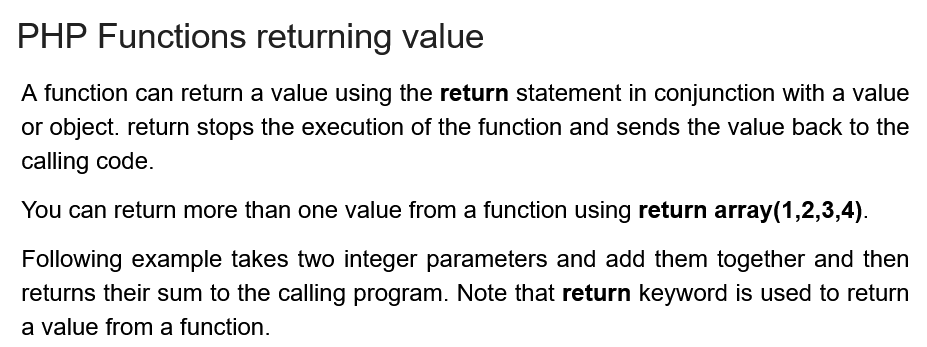 PHP Functions returning value
A function can return a value using the return statement in conjunction with a value
or object. return stops the execution of the function and sends the value back to the
calling code.
You can return more than one value from a function using return array(1,2,3,4).
Following example takes two integer parameters and add them together and then
returns their sum to the calling program. Note that return keyword is used to return
a value from a function.